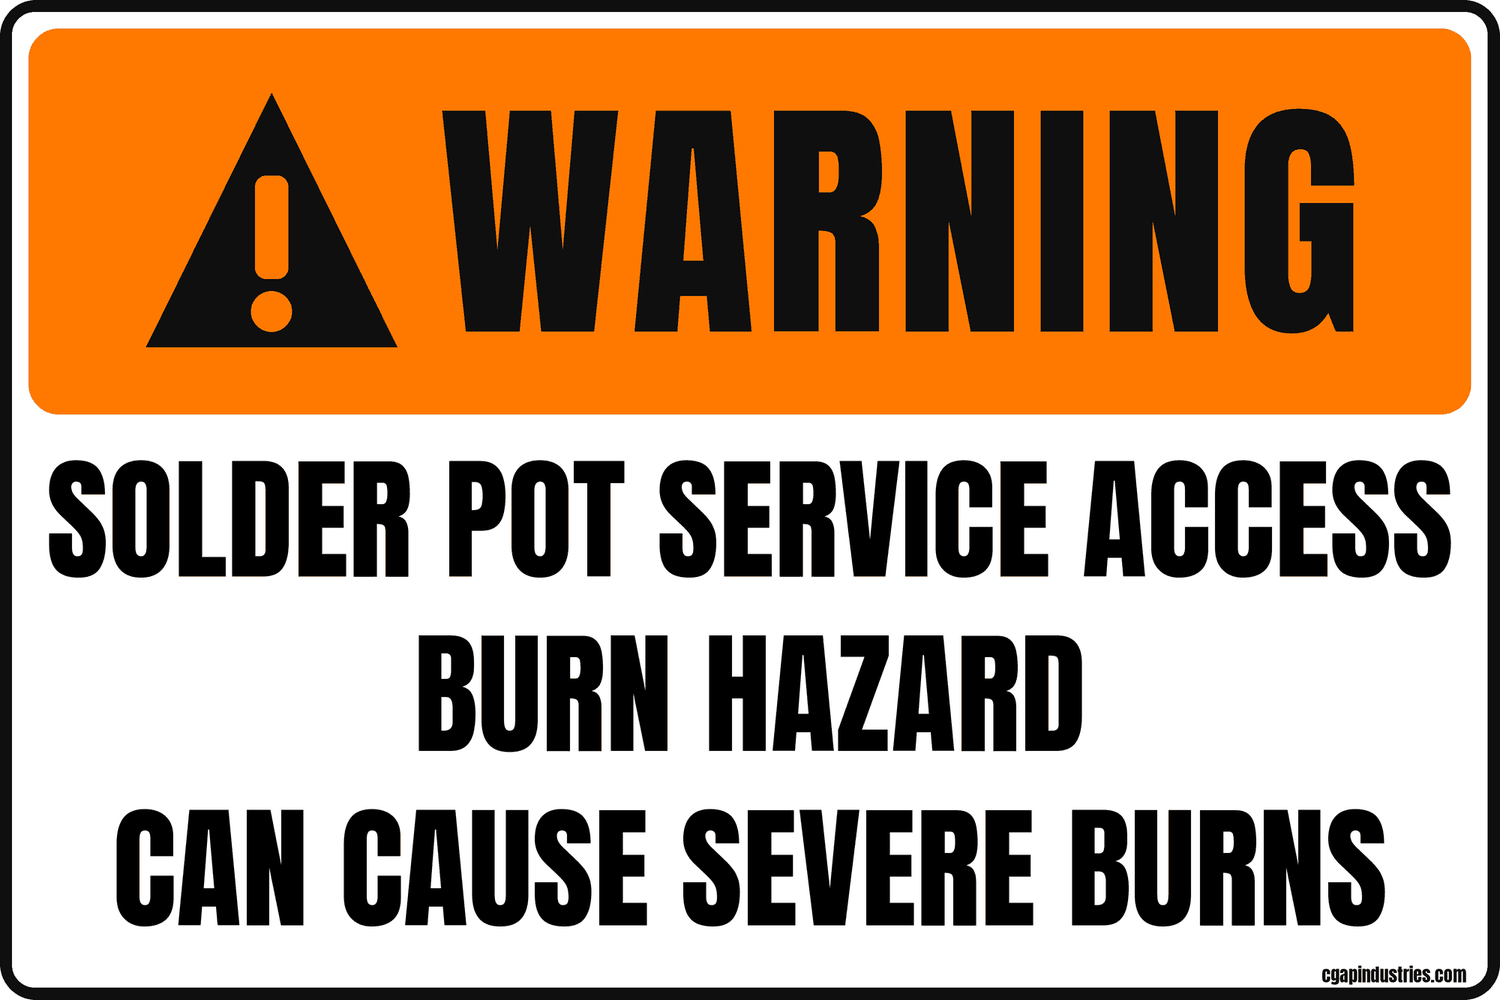 WARNING
SOLDER POT SERVICE ACCESS
BURN HAZARD
CAN CAUSE SEVERE BURNS
cgapindustries.com